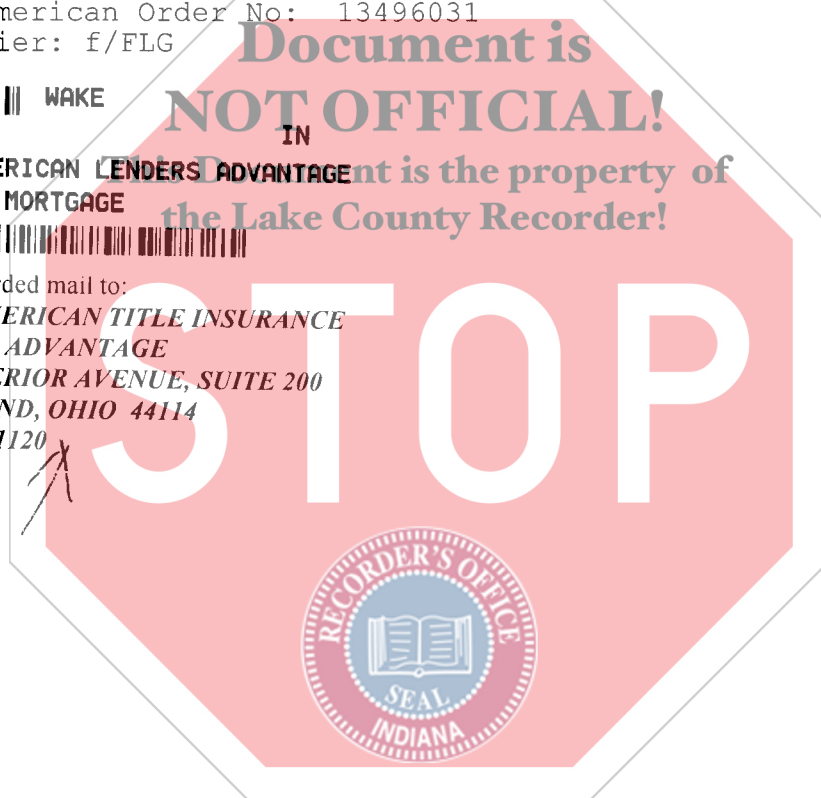 merican Order No: 13496031
ier: f/FLG
Document is
NOT OFFICIAL!
WAKE
IN
This Document is the property of
the Lake County Recorder!
ERICAN LENDERS ADVANTAGE
MORTGAGE
ded mail to:
ERICAN TITLE INSURANCE
ADVANTAGE
ERIOR AVENUE, SUITE 200
ND, OHIO 44114
1120
STOP
RECORDER'S OFFICE
SEAL
INDIANA